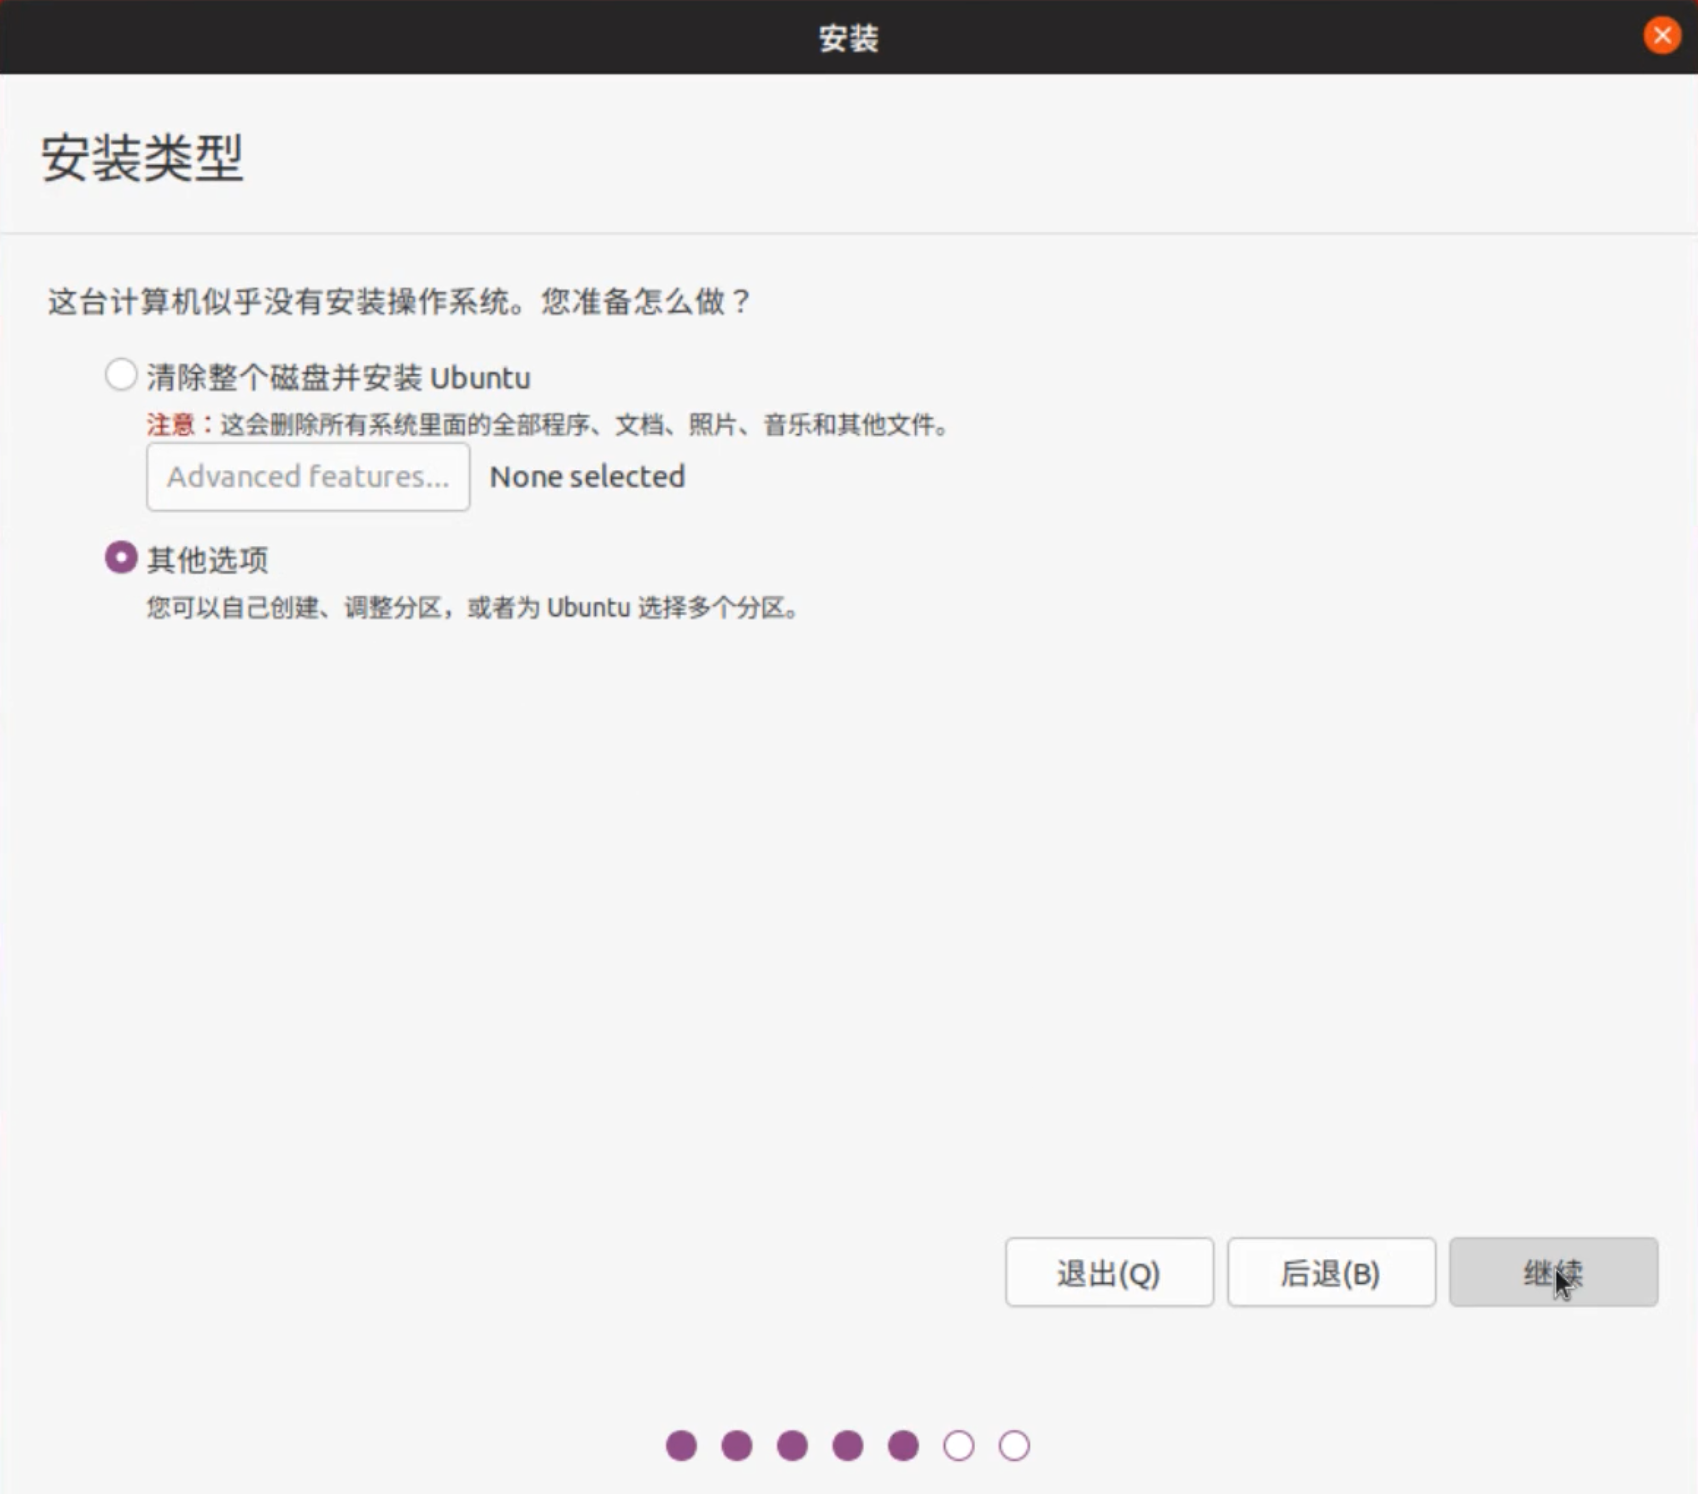 安装
安装类型
这台计算机似乎没有安装操作系统。您准备怎么做？
清除整个磁盘并安装 Ubuntu
注意：这会删除所有系统里面的全部程序、文档、照片、音乐和其他文件。
Advanced features... None selected
其他选项
您可以自己创建、调整分区，或者为 Ubuntu 选择多个分区。
退出(Q) 后退(B) 继续